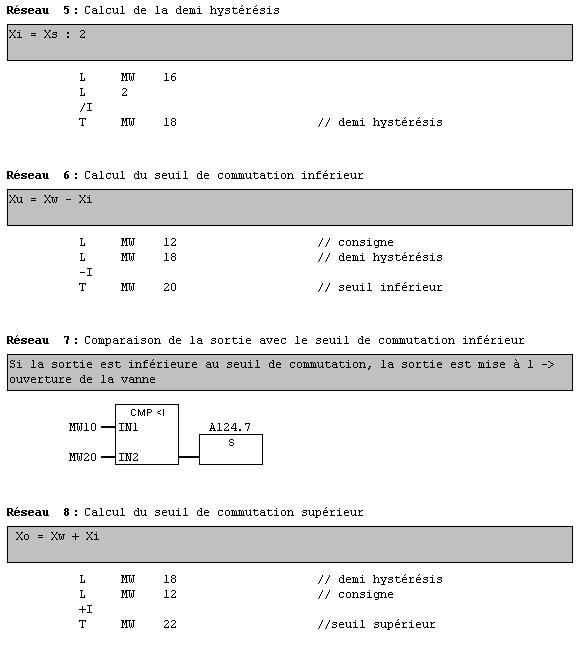 Réseau 5 : Calcul de la demi hystérésis
Xi = Xs : 2
L MW 16
L 2
/I
T MW 18 // demi hystérésis
Réseau 6 : Calcul du seuil de commutation inférieur
Xu = Xw - Xi
L MW 12 // consigne
L MW 18 // demi hystérésis
-I
T MW 20 // seuil inférieur
Réseau 7 : Comparaison de la sortie avec le seuil de commutation inférieur
Si la sortie est inférieure au seuil de commutation, la sortie est mise à 1 ->
ouverture de la vanne
CMP <I
MW10 IN1 A124.7
S
MW20 IN2
Réseau 8 : Calcul du seuil de commutation supérieur
Xo = Xw + Xi
L MW 18 // demi hystérésis
L MW 12 // consigne
+I
T MW 22 //seuil supérieur